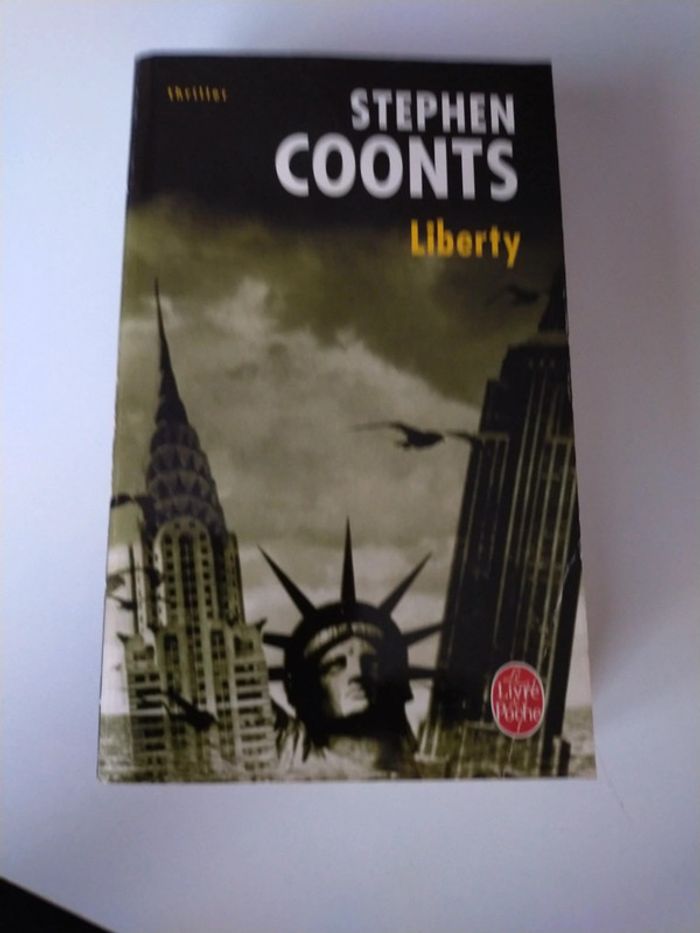 thriller
STEPHEN
COONTS
Liberty
Le
Livre
de
Poche